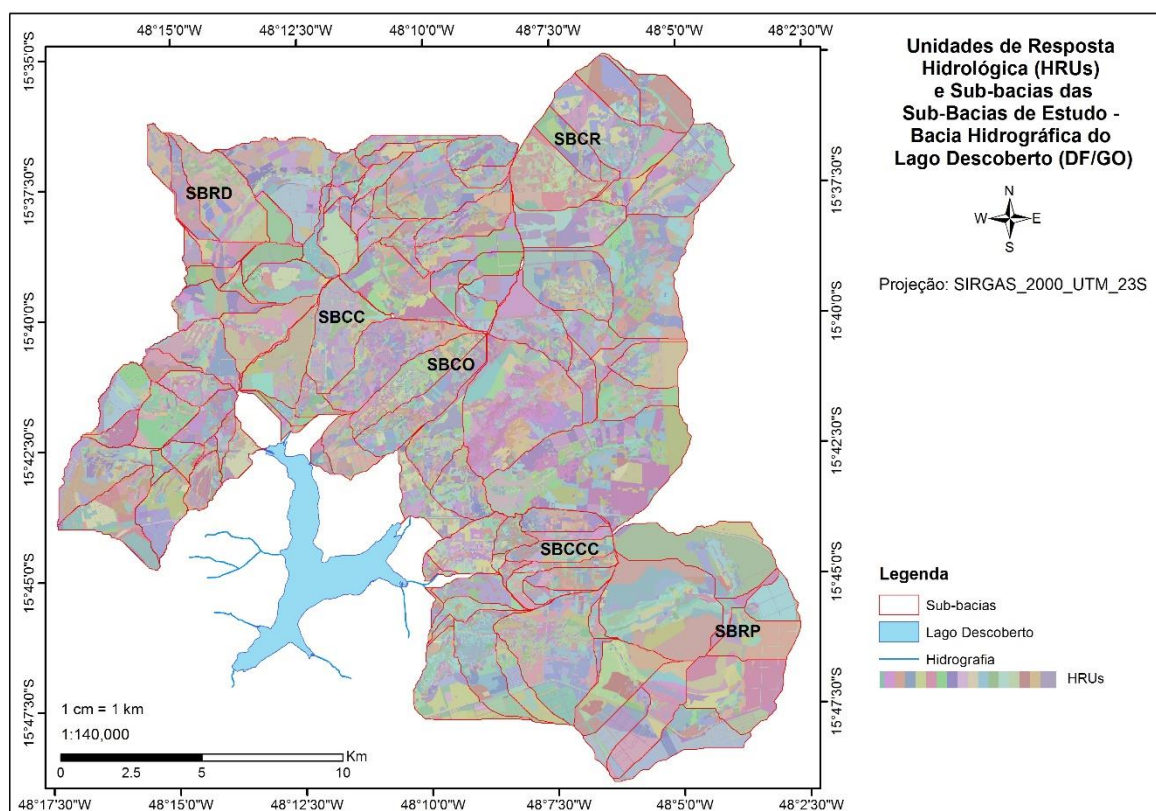 48°15'0"W 48°12'30"W 48°10'0"W 48°7'30"W 48°5'0"W 48°2'30"W
Unidades de Resposta
Hidrológica (HRUs)
e Sub-bacias das
Sub-Bacias de Estudo -
Bacia Hidrográfica do
Lago Descoberto (DF/GO)
N
W E
S
Projeção: SIRGAS_2000_UTM_23S
15°35'0"S
15°37'30"S
15°40'0"S
15°42'30"S
15°45'0"S
15°47'30"S
SBCR
SBRD
SBCC
SBCO
SBCCC
SBRP
15°35'0"S
15°37'30"S
15°40'0"S
15°42'30"S
15°45'0"S
15°47'30"S
Legenda
Sub-bacias
Lago Descoberto
Hidrografia
HRUs
1 cm = 1 km
1:140,000
Km
0 2.5 5 10
48°17'30"W 48°15'0"W 48°12'30"W 48°10'0"W 48°7'30"W 48°5'0"W 48°2'30"W